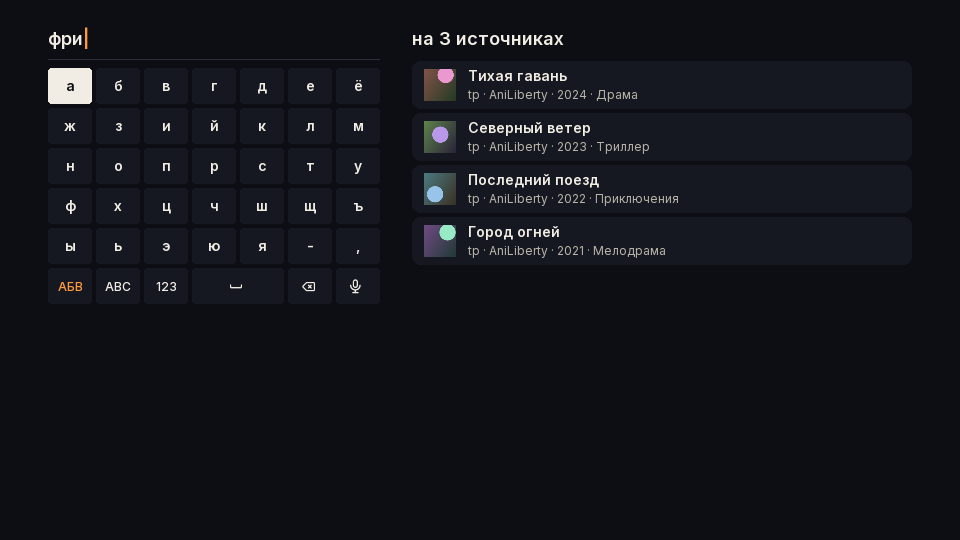 фри
а б в г д е ё
ж з и й к л м
н о п р с т у
ф х ц ч ш щ ъ
ы ь э ю я - ,
АБВ ABC 123
на 3 источниках
Тихая гавань
tp · AniLiberty · 2024 · Драма
Северный ветер
tp · AniLiberty · 2023 · Триллер
Последний поезд
tp · AniLiberty · 2022 · Приключения
Город огней
tp · AniLiberty · 2021 · Мелодрама